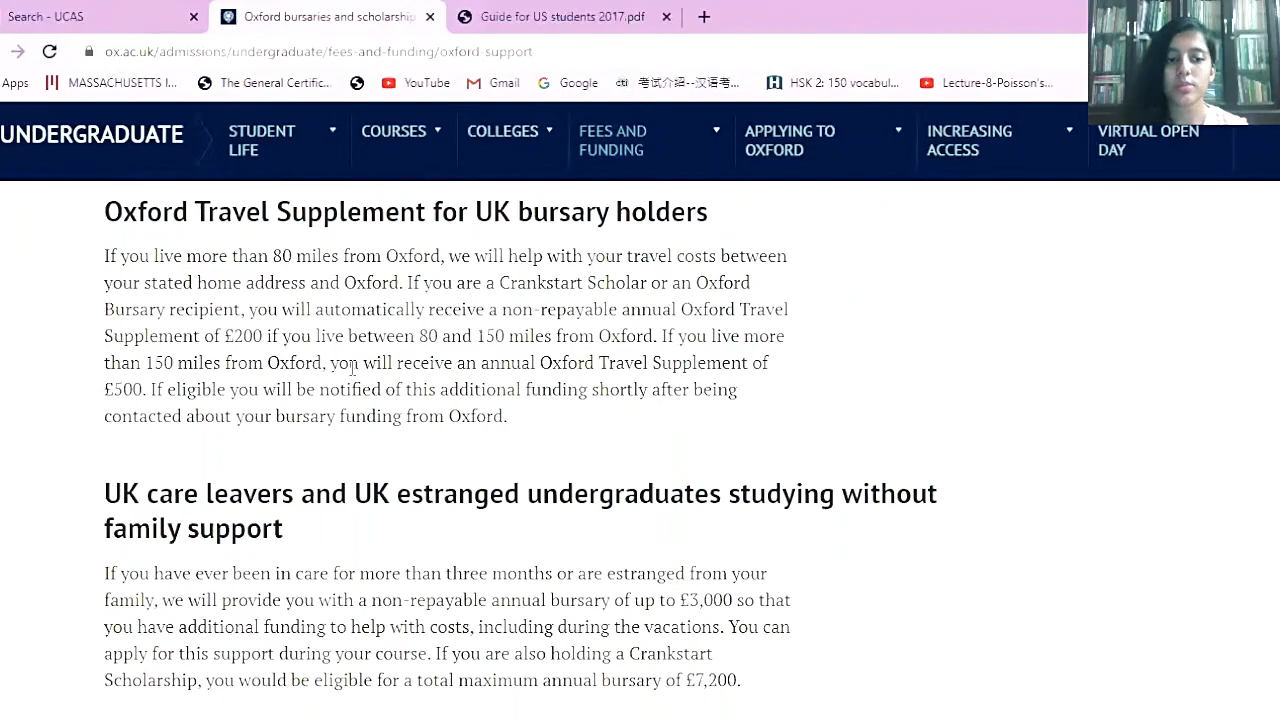 Search - UCAS
Oxford bursaries and scholarship
Guide for US students 2017.pdf
ox.ac.uk/admissions/undergraduate/fees-and-funding/oxford-support
Apps MASSACHUSETTS I... The General Certific... YouTube Gmail Google 考试介绍--汉语考... HSK 2: 150 vocabul... Lecture-8-Poisson's...
UNDERGRADUATE
STUDENT
LIFE
COURSES
COLLEGES
FEES AND
FUNDING
APPLYING TO
OXFORD
INCREASING
ACCESS
VIRTUAL OPEN
DAY
Oxford Travel Supplement for UK bursary holders
If you live more than 80 miles from Oxford, we will help with your travel costs between
your stated home address and Oxford. If you are a Crankstart Scholar or an Oxford
Bursary recipient, you will automatically receive a non-repayable annual Oxford Travel
Supplement of £200 if you live between 80 and 150 miles from Oxford. If you live more
than 150 miles from Oxford, you will receive an annual Oxford Travel Supplement of
£500. If eligible you will be notified of this additional funding shortly after being
contacted about your bursary funding from Oxford.
UK care leavers and UK estranged undergraduates studying without
family support
If you have ever been in care for more than three months or are estranged from your
family, we will provide you with a non-repayable annual bursary of up to £3,000 so that
you have additional funding to help with costs, including during the vacations. You can
apply for this support during your course. If you are also holding a Crankstart
Scholarship, you would be eligible for a total maximum annual bursary of £7,200.